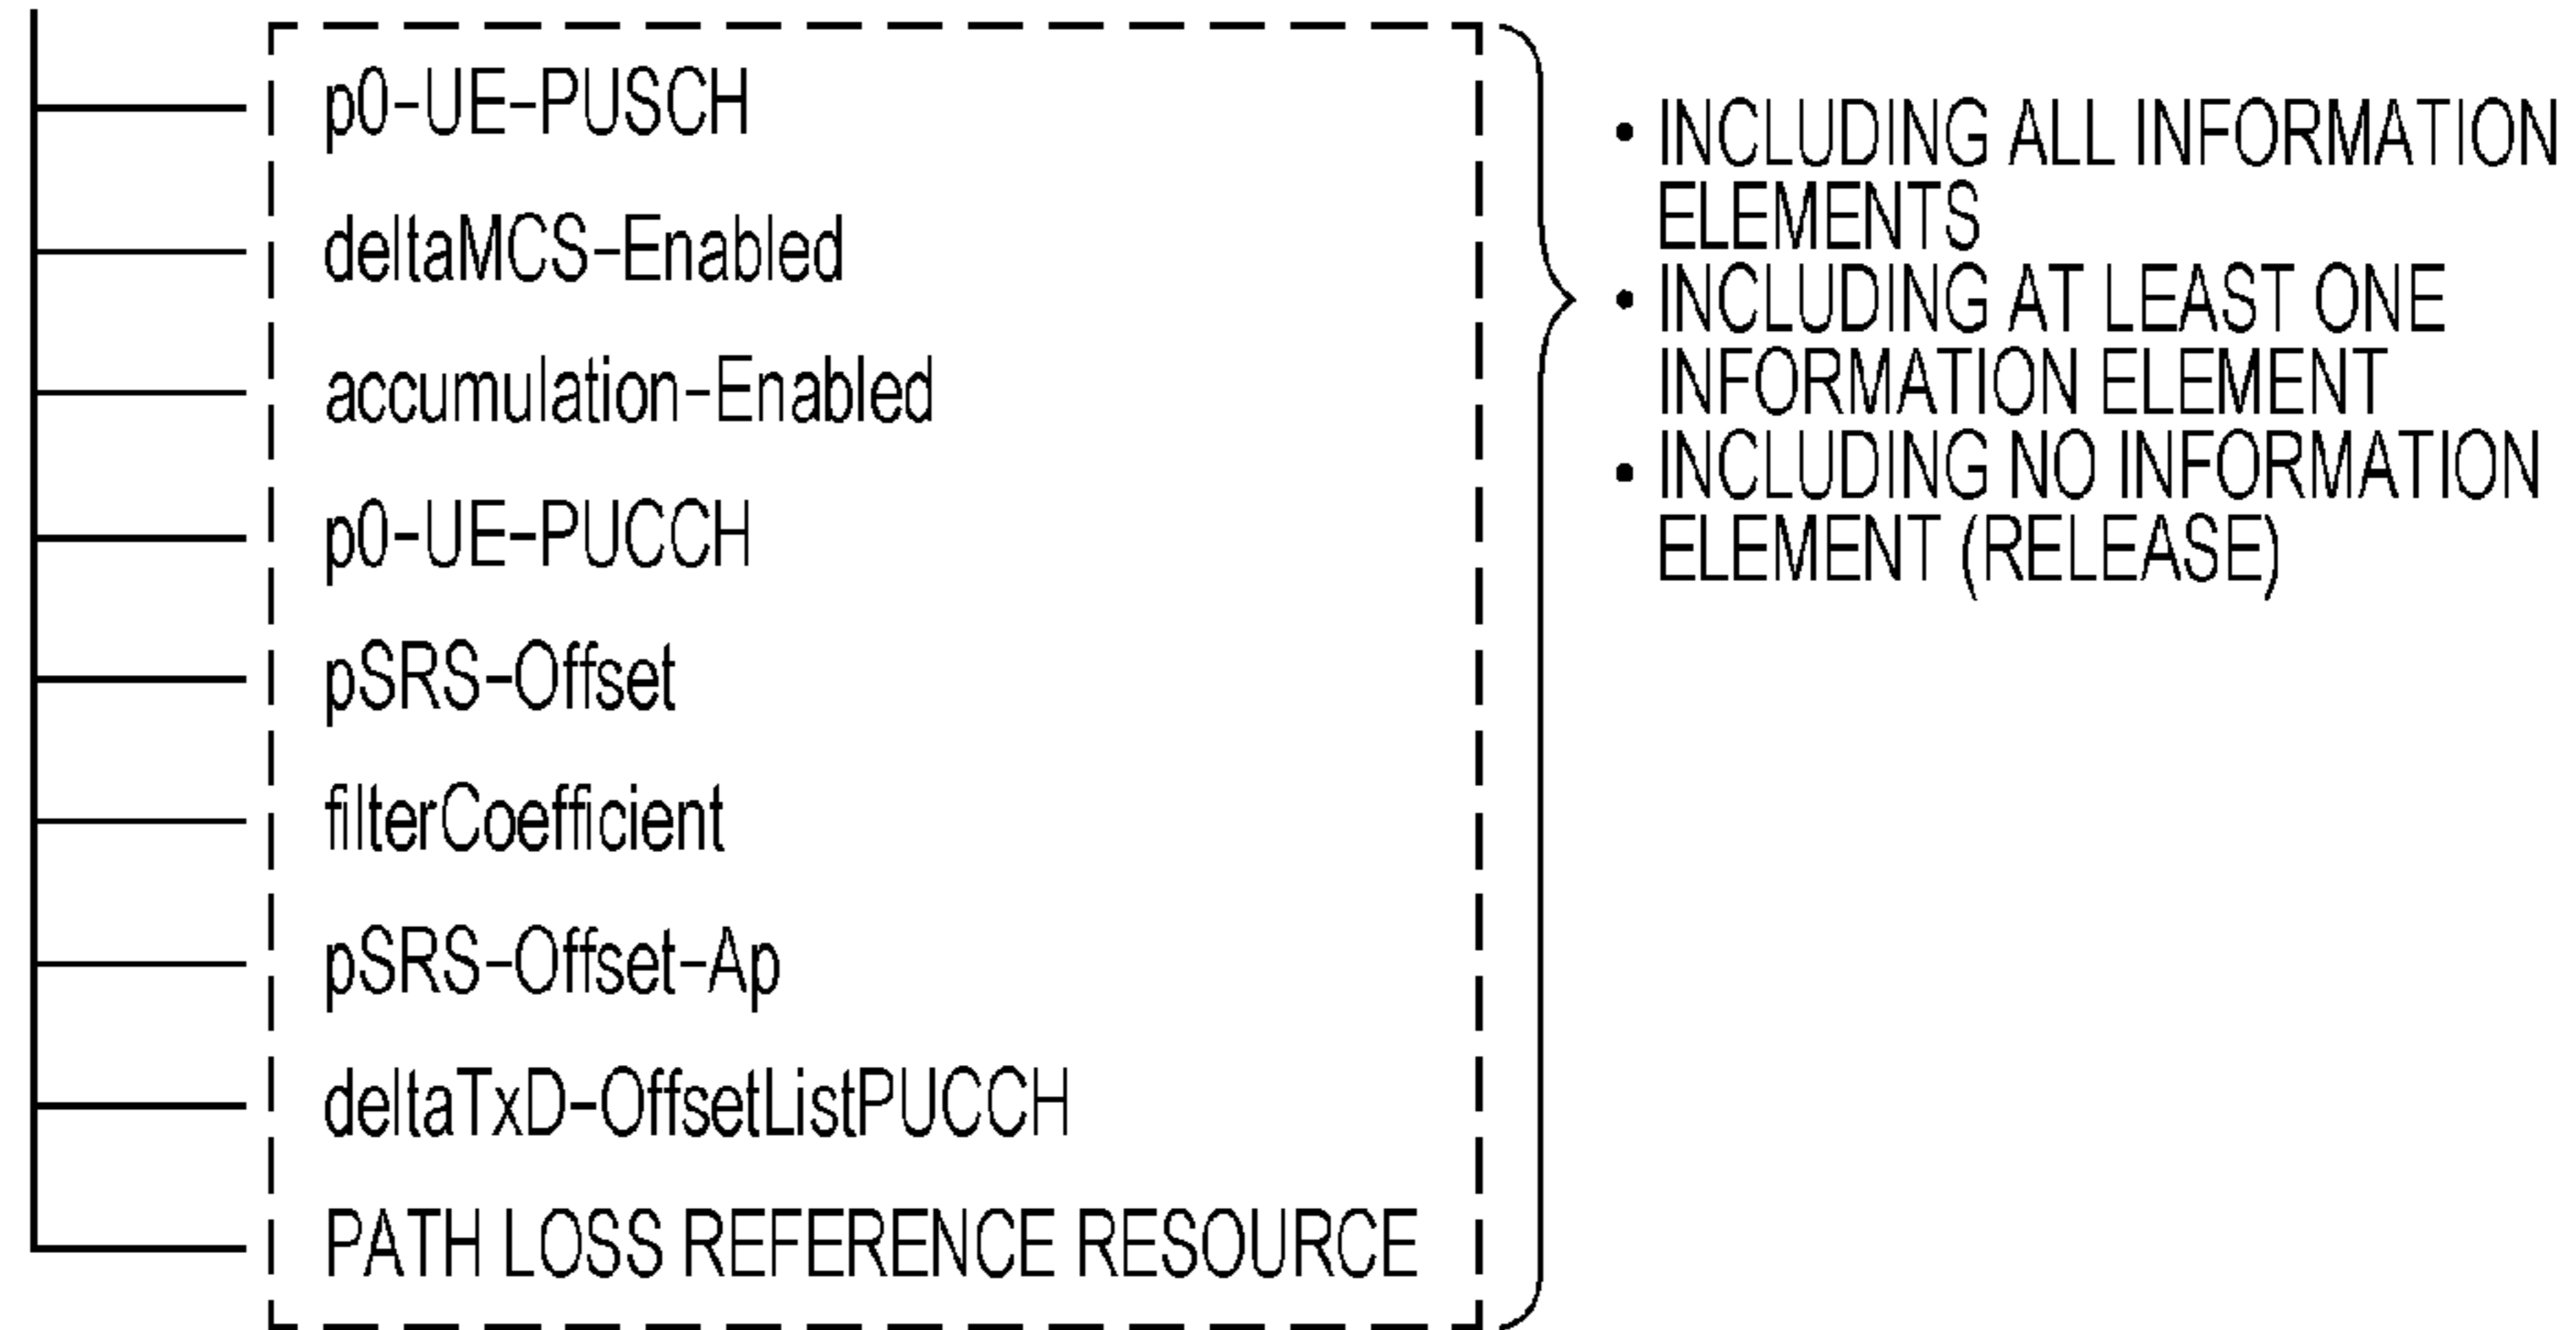 p0-UE-PUSCH
deltaMCS-Enabled
accumulation-Enabled
p0-UE-PUCCH
pSRS-Offset
filterCoefficient
pSRS-Offset-Ap
deltaTxD-OffsetListPUCCH
PATH LOSS REFERENCE RESOURCE
• INCLUDING ALL INFORMATION
ELEMENTS
• INCLUDING AT LEAST ONE
INFORMATION ELEMENT
• INCLUDING NO INFORMATION
ELEMENT (RELEASE)